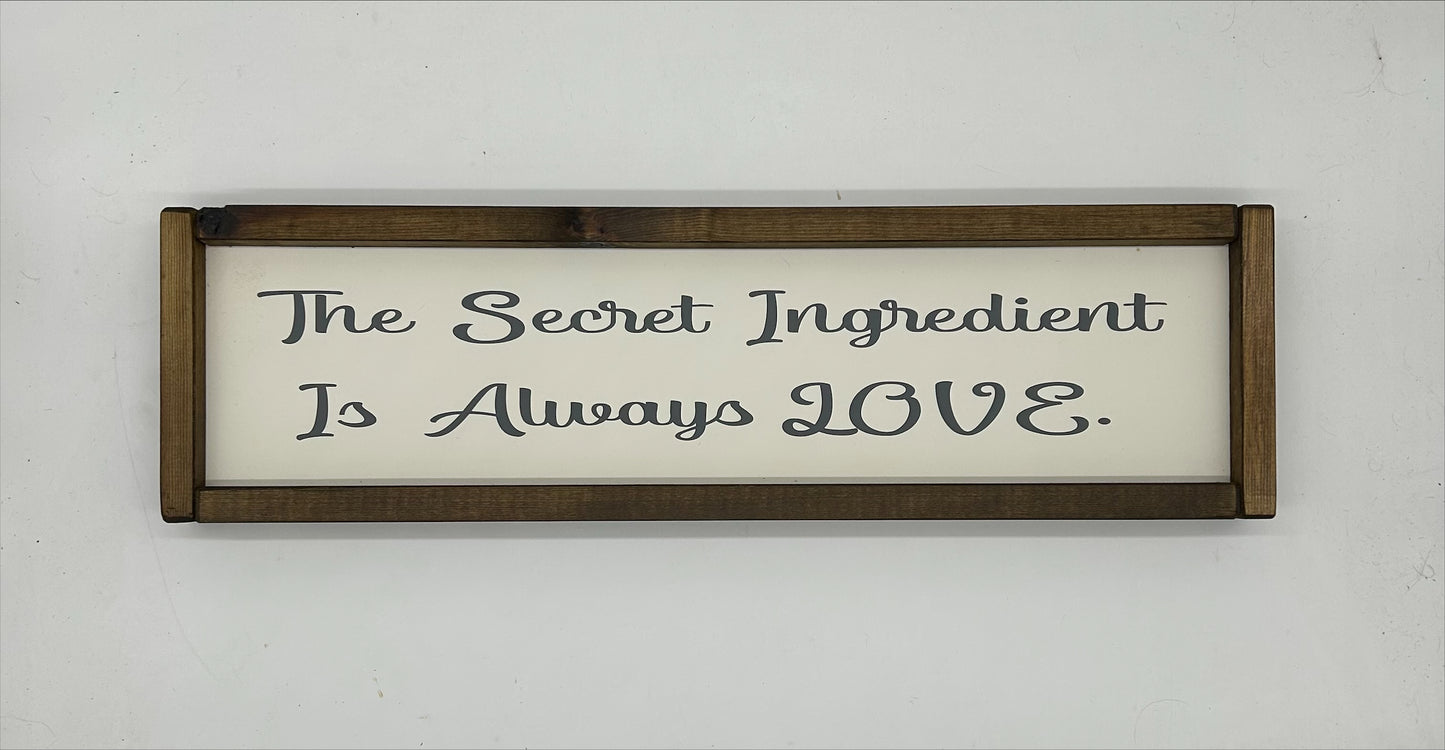 The Secret Ingredient
Is Always LOVE.